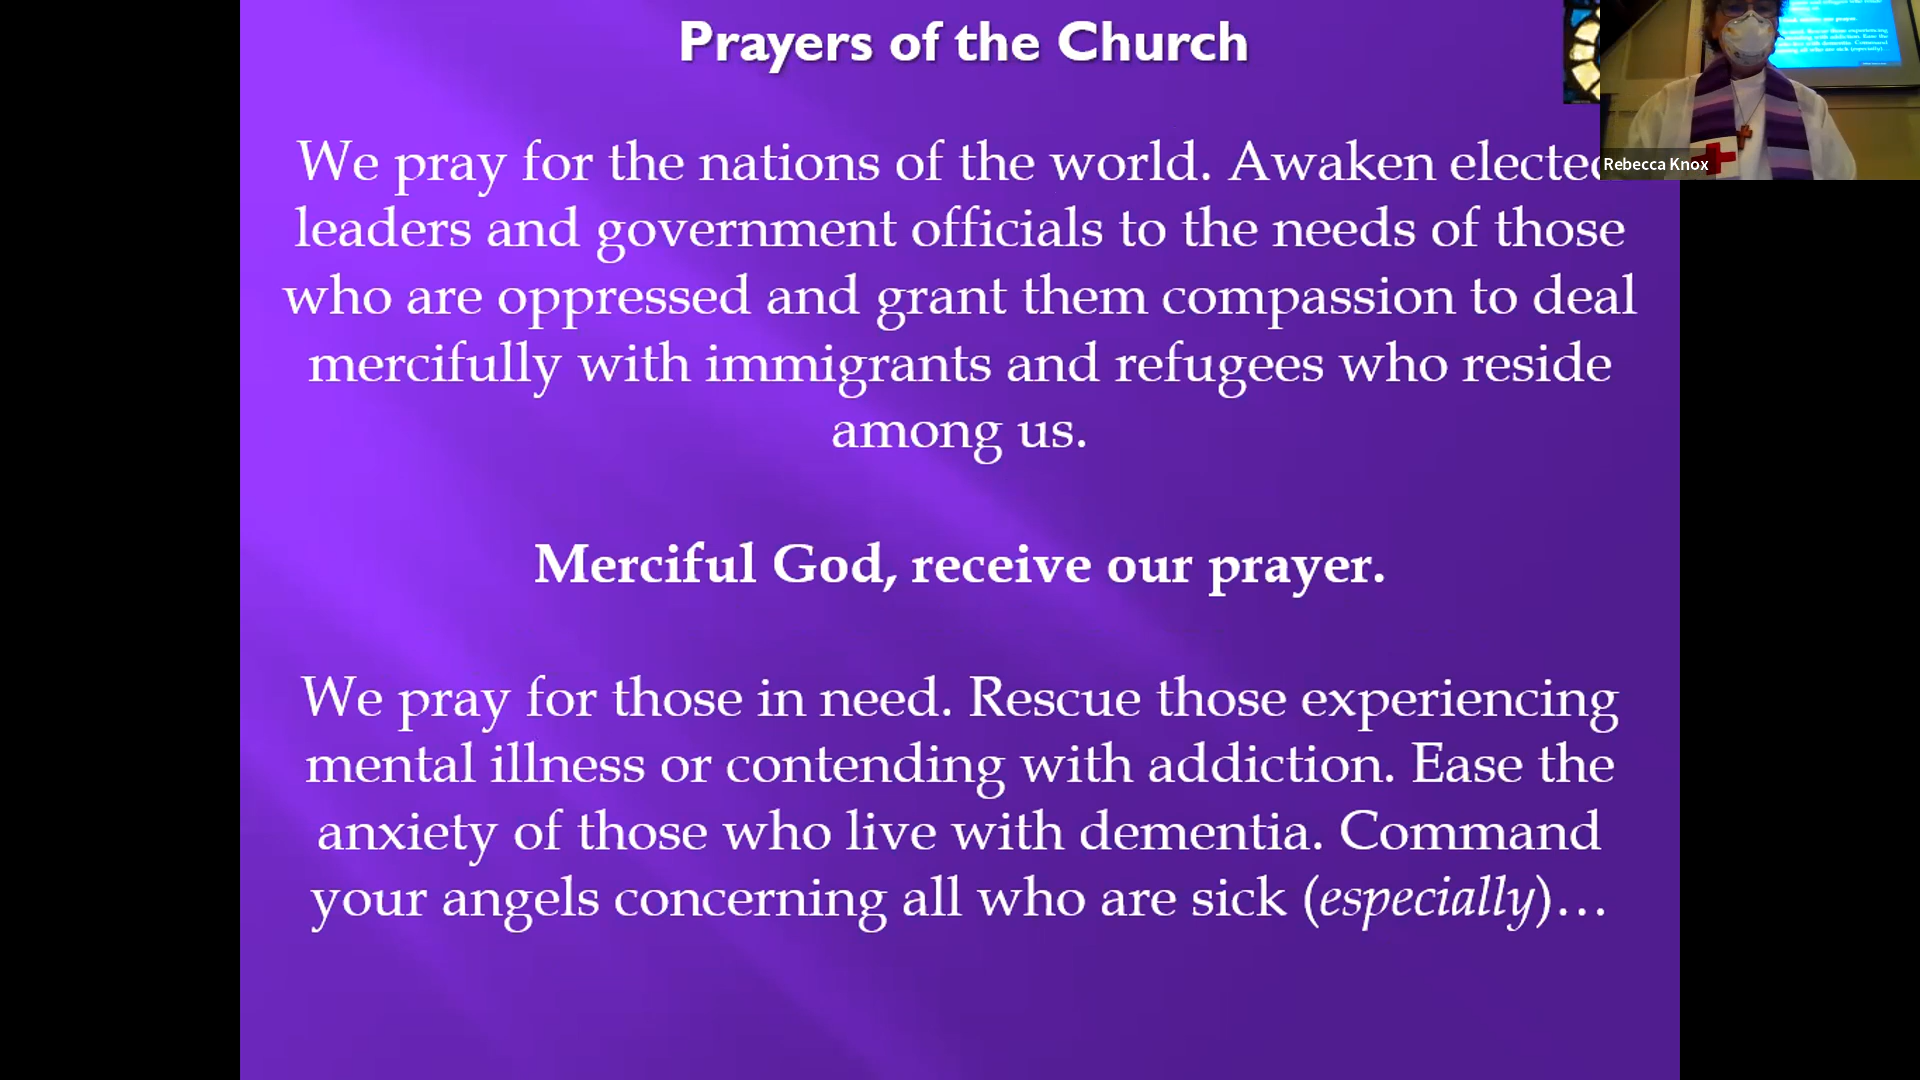 Prayers of the Church
We pray for the nations of the world. Awaken elected
leaders and government officials to the needs of those
who are oppressed and grant them compassion to deal
mercifully with immigrants and refugees who reside
among us.
Merciful God, receive our prayer.
We pray for those in need. Rescue those experiencing
mental illness or contending with addiction. Ease the
anxiety of those who live with dementia. Command
your angels concerning all who are sick (especially)…
Rebecca Knox